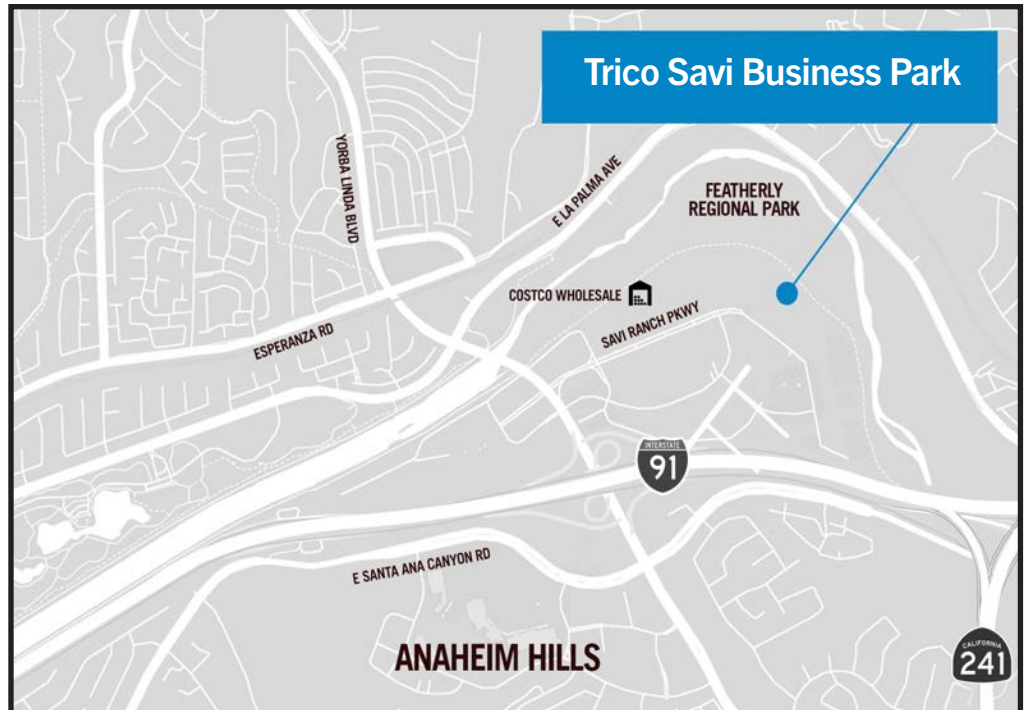 Trico Savi Business Park
YORBA LINDA BLVD
E LA PALMA AVE
FEATHERLY
REGIONAL PARK
COSTCO WHOLESALE
SAVI RANCH PKWY
ESPERANZA RD
INTERSTATE
91
E SANTA ANA CANYON RD
ANAHEIM HILLS
CALIFORNIA
241